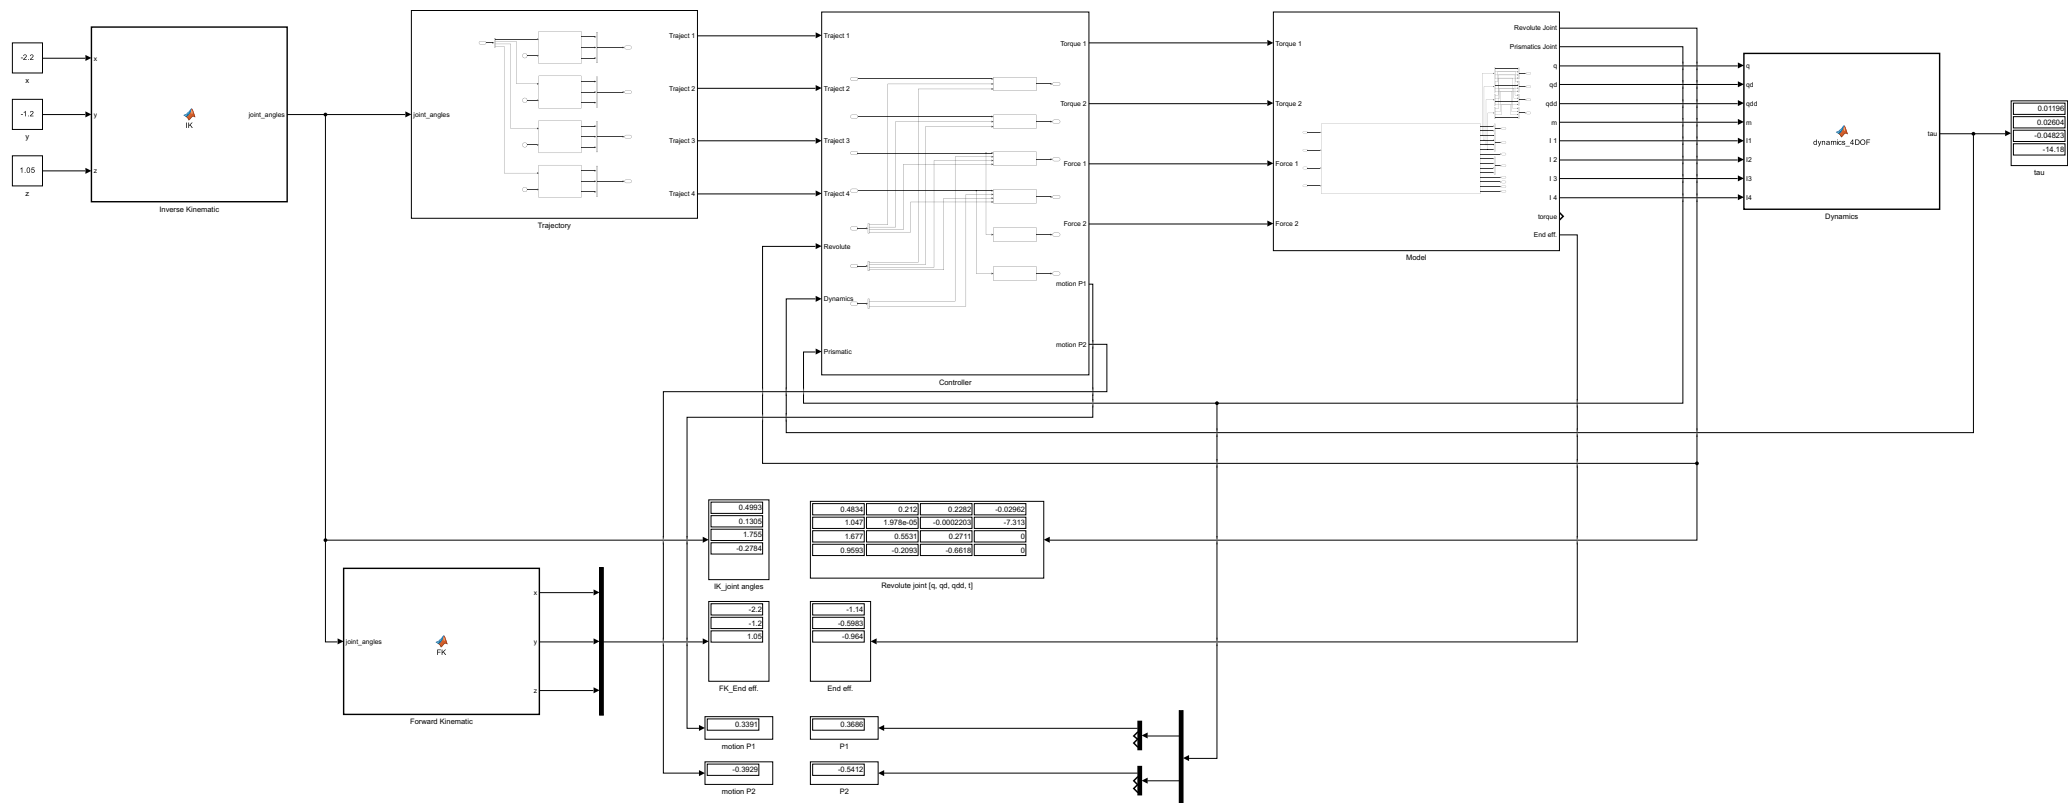 -2.2
x
-1.2
y
1.05
z
x
y
z
IK
joint_angles
Inverse Kinematic
joint_angles
Traject 1
Traject 2
Traject 3
Traject 4
Trajectory
Traject 1
Traject 2
Traject 3
Traject 4
Revolute
Dynamics
Prismatic
Torque 1
Torque 2
Force 1
Force 2
motion P1
motion P2
Controller
Torque 1
Torque 2
Force 1
Force 2
Revolute Joint
Prismatics Joint
q
qd
qdd
m
I 1
I 2
I 3
I 4
torque
End eff.
Model
q
qd
qdd
m
I1
I2
I3
I4
dynamics_4DOF
tau
Dynamics
0.01196
0.02604
-0.04823
-14.18
tau
0.4993
0.1305
1.755
-0.2784
IK_joint angles
0.4834 0.212 0.2282 -0.02962
1.047 1.978e-05 -0.0002203 -7.313
1.677 0.5531 0.2711 0
0.9593 -0.2093 -0.6618 0
Revolute joint [q, qd, qdd, t]
joint_angles
FK
x
y
z
Forward Kinematic
-2.2
-1.2
1.05
FK_End eff.
-1.14
-0.5983
-0.964
End eff.
0.3391
motion P1
0.3686
P1
-0.3929
motion P2
-0.5412
P2